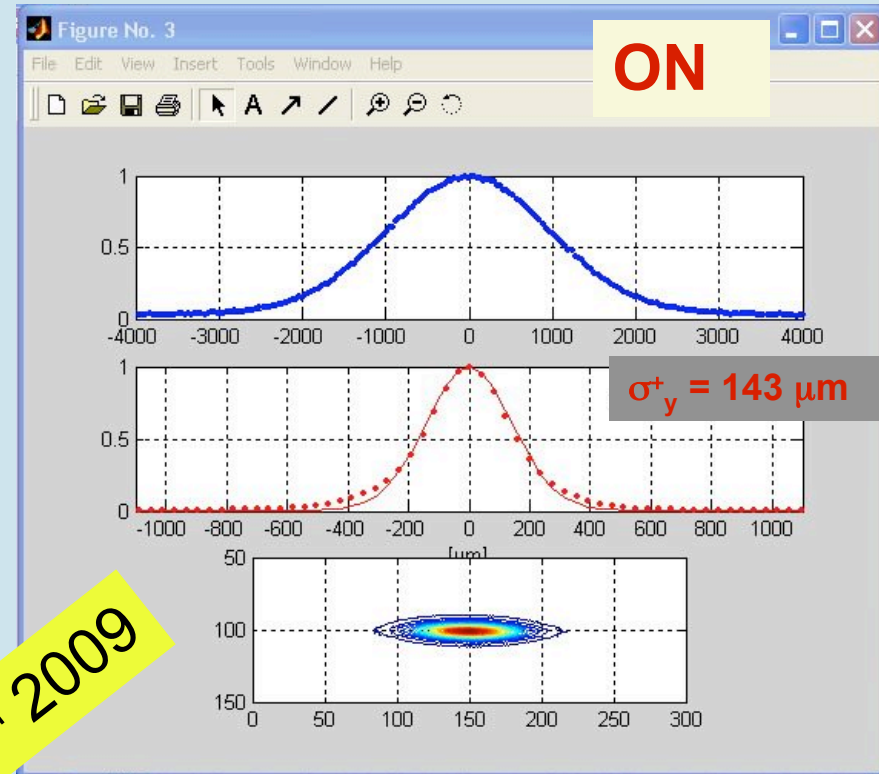 Figure No. 3
ON
File Edit View Insert Tools Window Help
A
1
0.5
0
-4000 -3000 -2000 -1000 0 1000 2000 3000 4000
σ⁺y = 143 μm
1
0.5
0
-1000 -800 -600 -400 -200 0 200 400 600 800 1000
[um]
50
100
150
0 50 100 150 200 250 300
2009